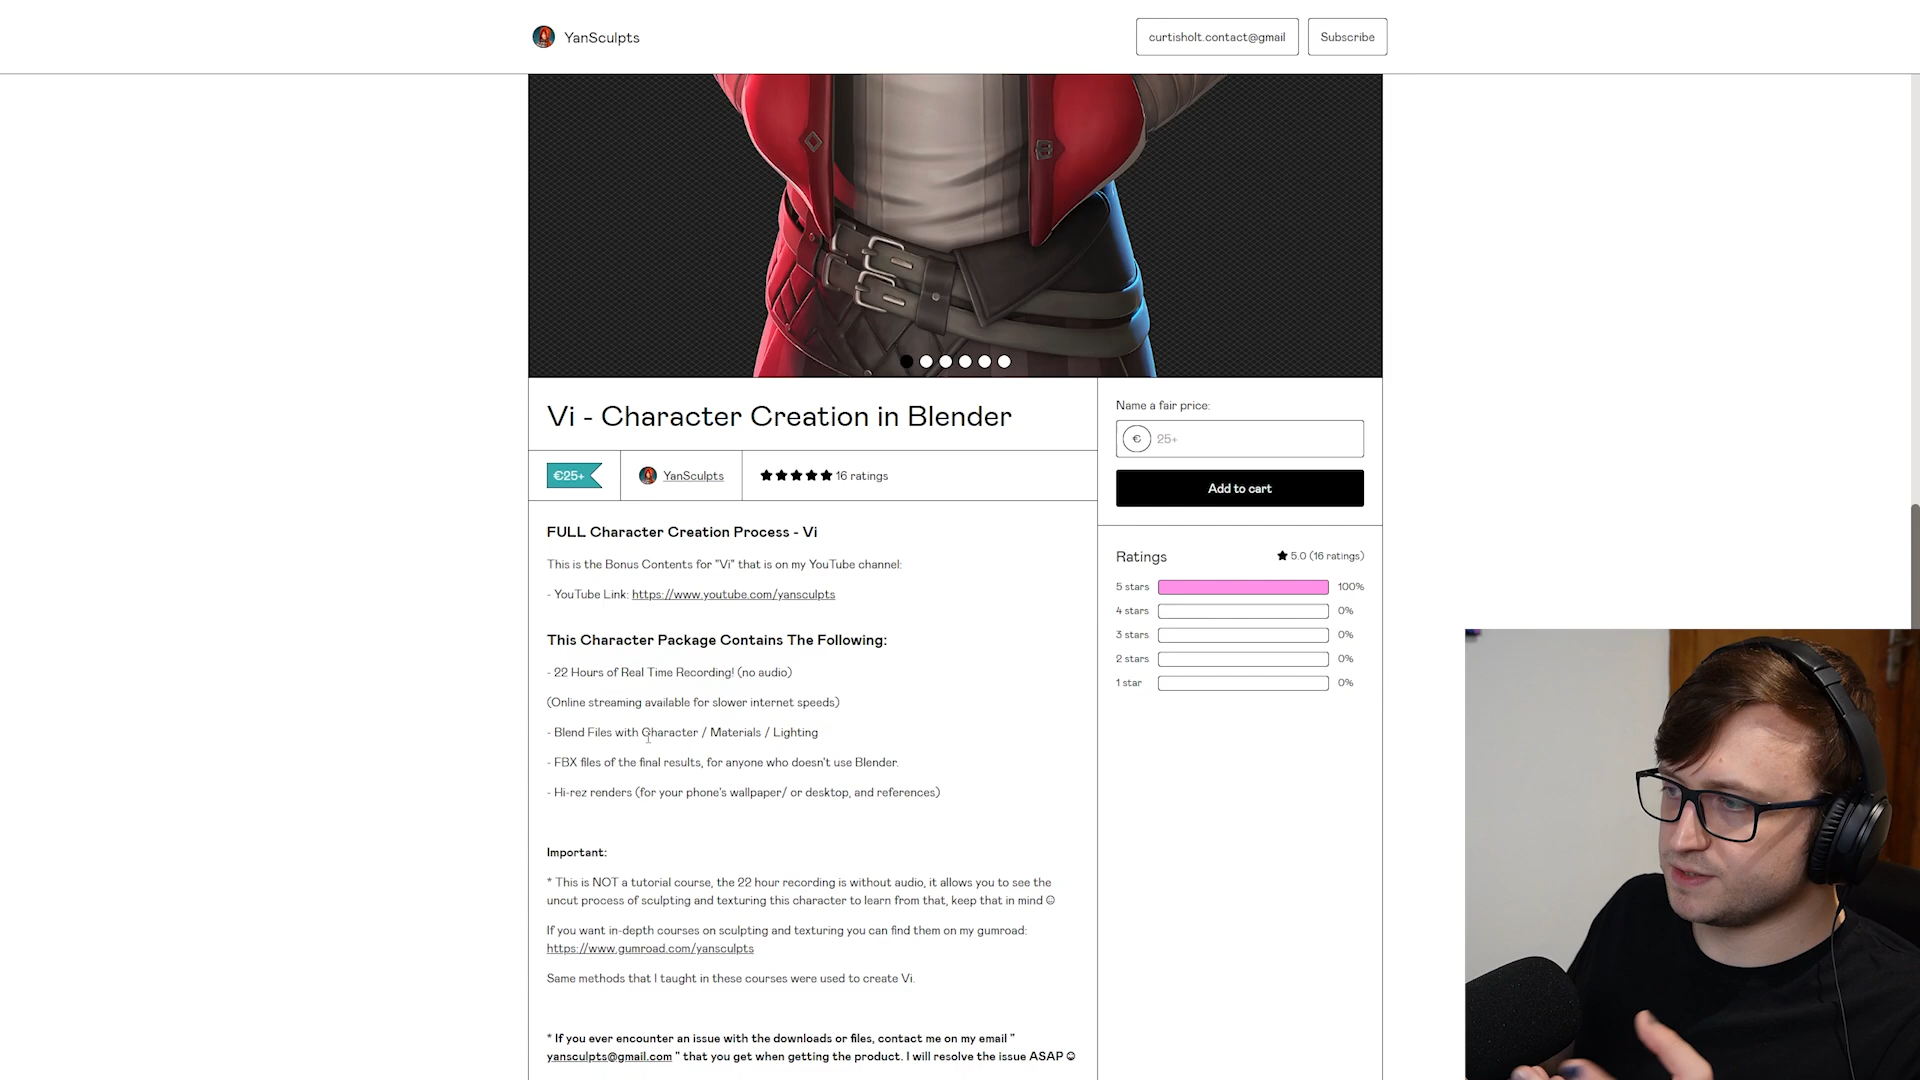 YanSculpts
curtisholt.contact@gmail
Subscribe
Vi - Character Creation in Blender
€25+
YanSculpts
16 ratings
FULL Character Creation Process - Vi
This is the Bonus Contents for "Vi" that is on my YouTube channel:
- YouTube Link: https://www.youtube.com/yansculpts
This Character Package Contains The Following:
- 22 Hours of Real Time Recording! (no audio)
(Online streaming available for slower internet speeds)
- Blend Files with Character / Materials / Lighting
- FBX files of the final results, for anyone who doesn't use Blender.
- Hi-rez renders (for your phone's wallpaper/ or desktop, and references)
Important:
* This is NOT a tutorial course, the 22 hour recording is without audio, it allows you to see the
uncut process of sculpting and texturing this character to learn from that, keep that in mind ☺
If you want in-depth courses on sculpting and texturing you can find them on my gumroad:
https://www.gumroad.com/yansculpts
Same methods that I taught in these courses were used to create Vi.
* If you ever encounter an issue with the downloads or files, contact me on my email "
yansculpts@gmail.com " that you get when getting the product. I will resolve the issue ASAP ☺
Name a fair price:
€ 25+
Add to cart
Ratings
5.0 (16 ratings)
5 stars 100%
4 stars 0%
3 stars 0%
2 stars 0%
1 star 0%